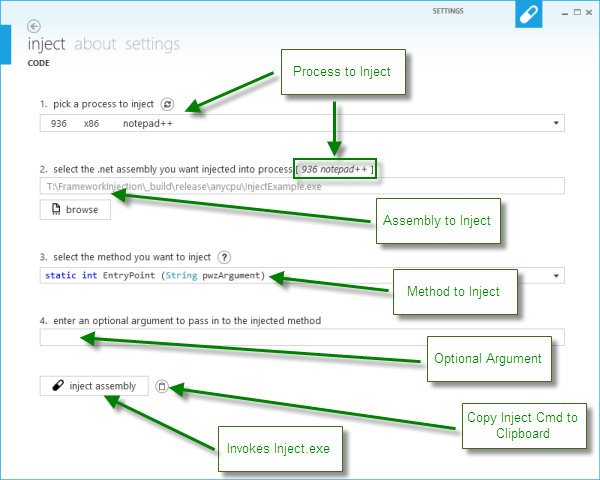 SETTINGS
inject about settings
CODE
Process to Inject
1. pick a process to inject
936 x86 notepad++
2. select the .net assembly you want injected into process [ 936 notepad++ ]
T:\FrameworkInjection\_build\release\anycpu\InjectExample.exe
browse
Assembly to Inject
3. select the method you want to inject ?
static int EntryPoint (String pwzArgument)
Method to Inject
4. enter an optional argument to pass in to the injected method
Optional Argument
inject assembly
Copy Inject Cmd to
Clipboard
Invokes Inject.exe